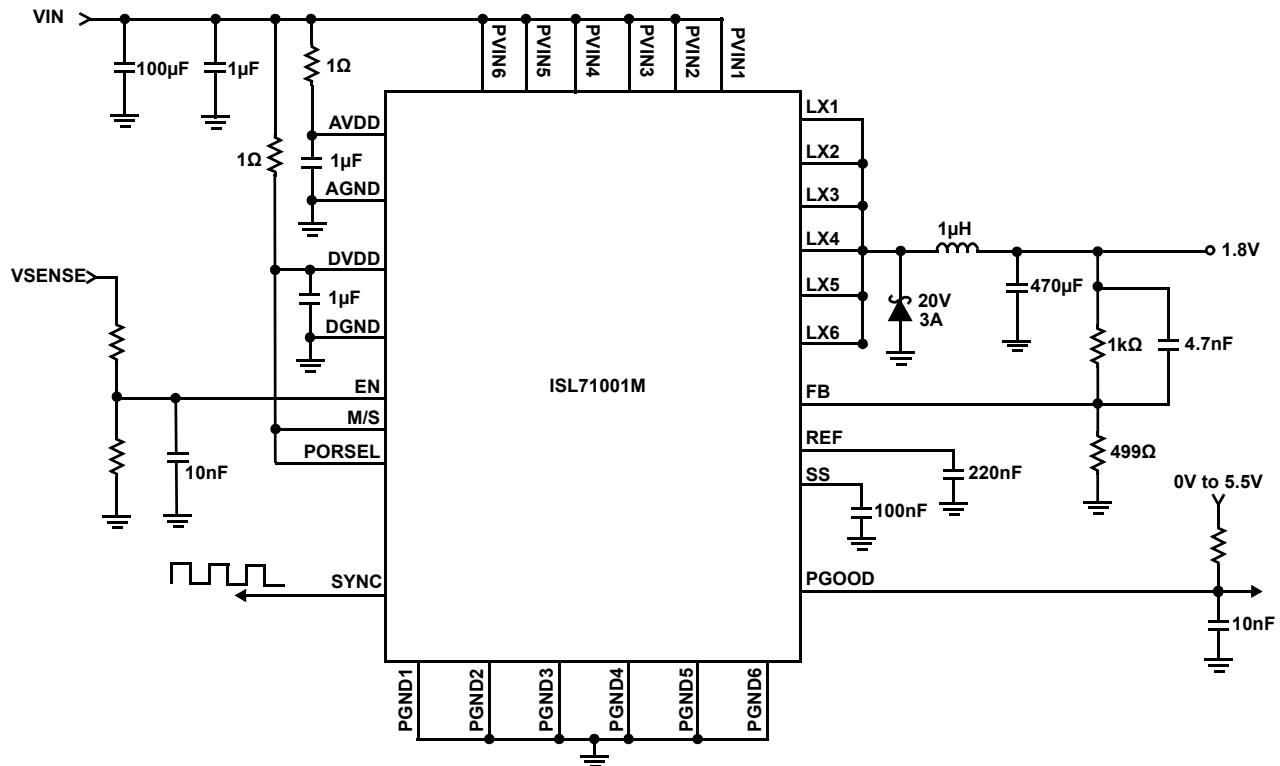 VIN
100µF
1µF
1Ω
PVIN6
PVIN5
PVIN4
PVIN3
PVIN2
PVIN1
AVDD
1Ω
1µF
AGND
DVDD
VSENSE
1µF
DGND
EN
M/S
PORSEL
10nF
SYNC
ISL71001M
LX1
LX2
LX3
LX4
LX5
LX6
1µH
1.8V
470µF
20V
3A
1kΩ
4.7nF
FB
REF
499Ω
220nF
SS
100nF
0V to 5.5V
PGOOD
10nF
PGND1
PGND2
PGND3
PGND4
PGND5
PGND6